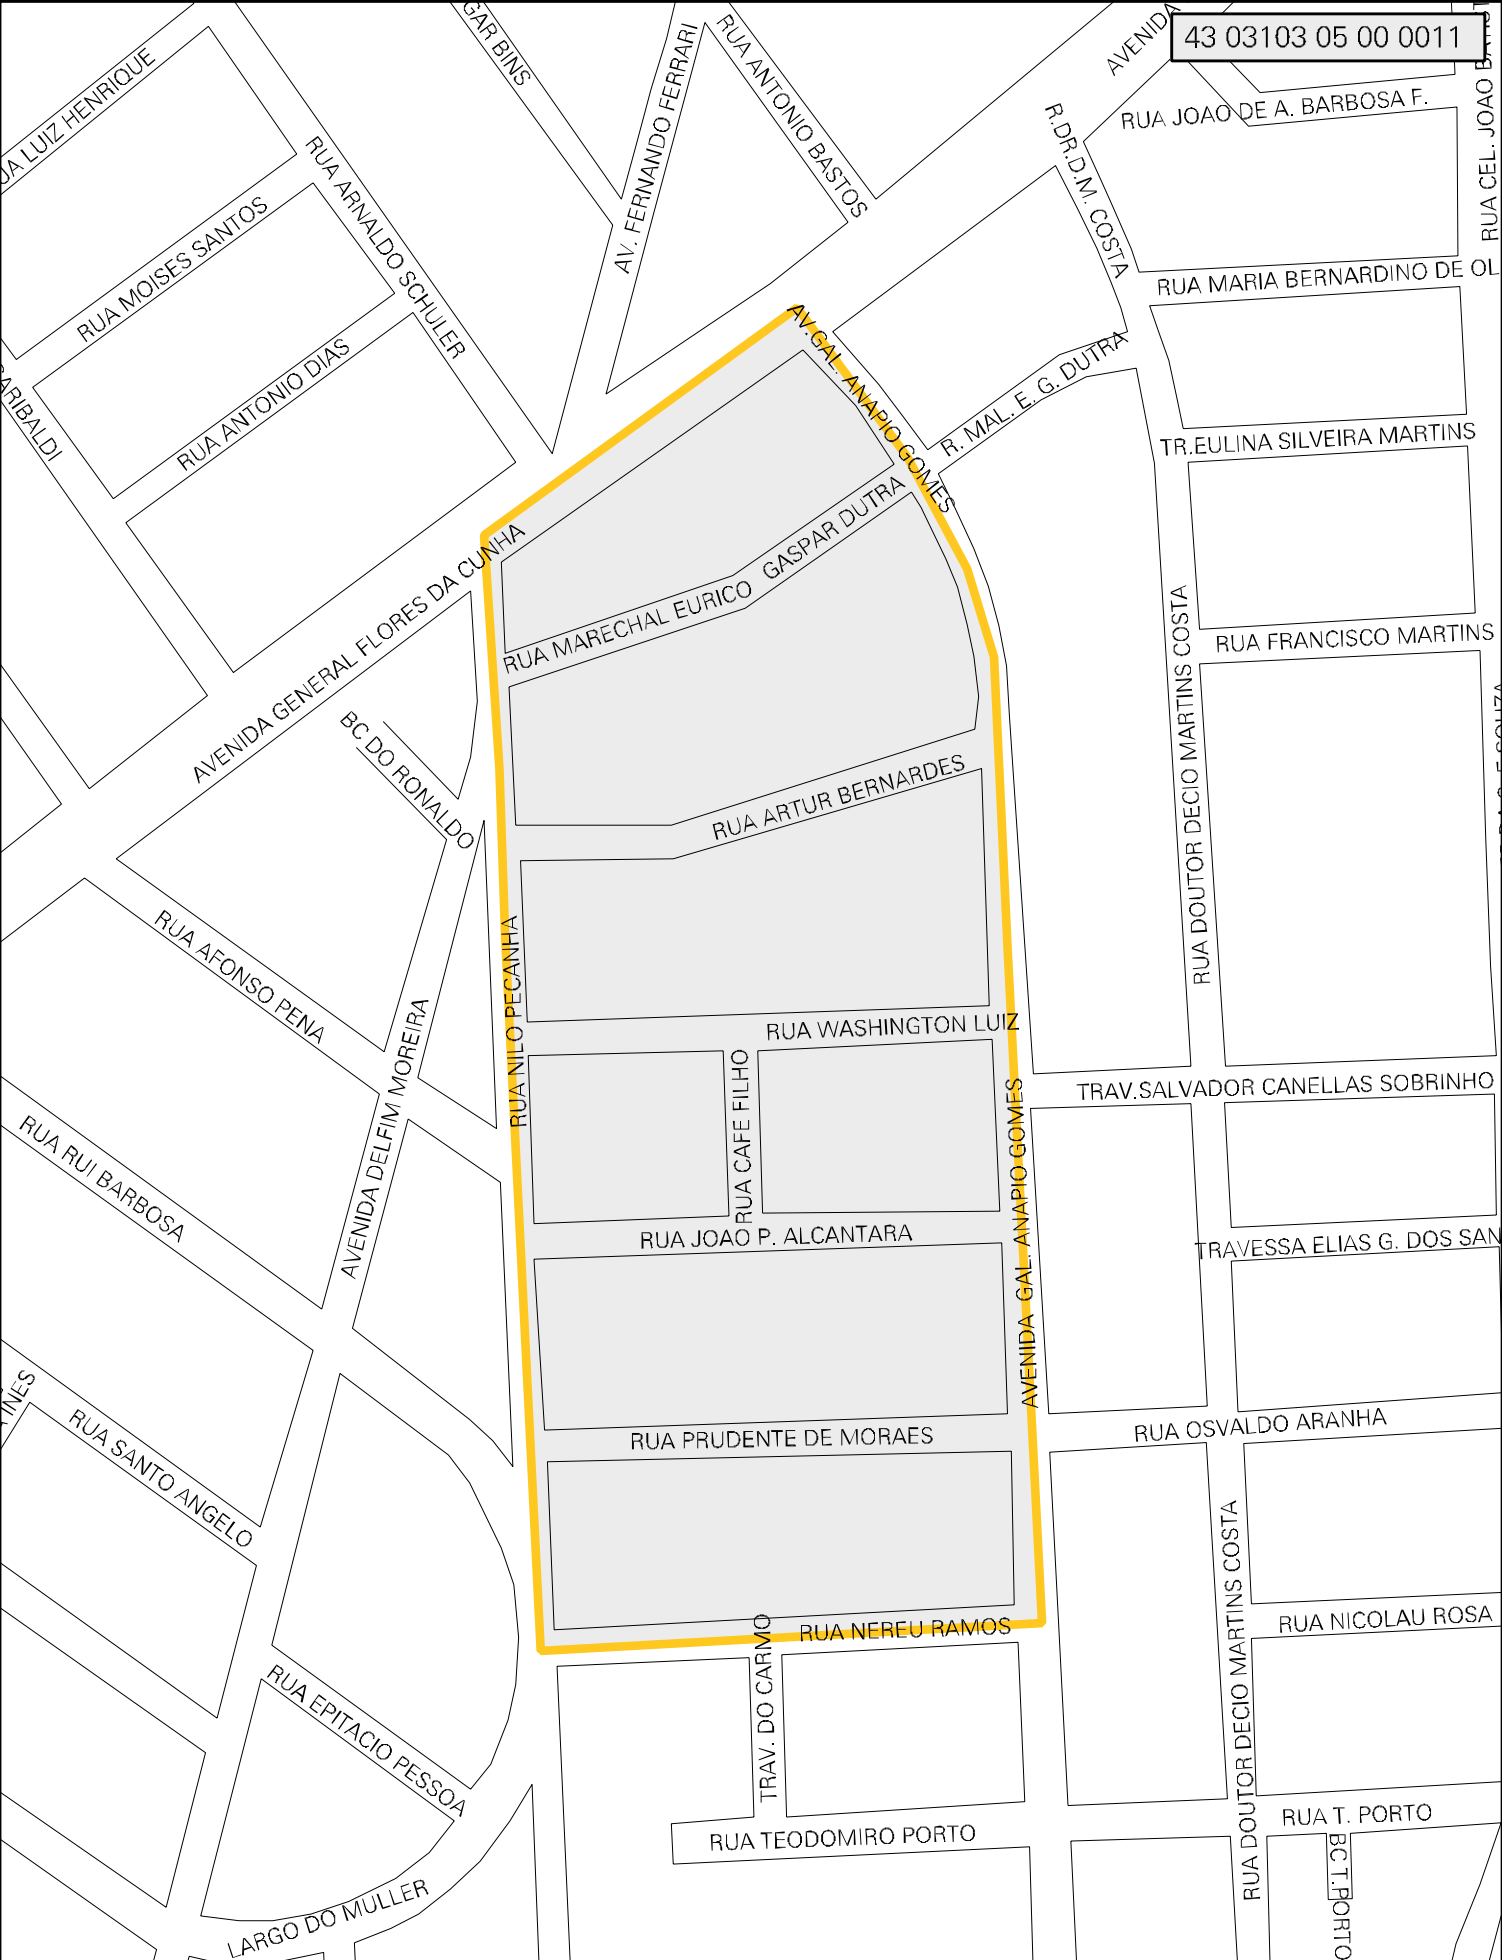 43 03103 05 00 0011
GAR BINS
AV. FERNANDO FERRARI
RUA ANTONIO BASTOS
AVENIDA
RUA JOAO DE A. BARBOSA F.
UA LUIZ HENRIQUE
RUA ARNALDO SCHULER
R.DR.D.M. COSTA
RUA CEL. JOAO
RUA MOISES SANTOS
RUA MARIA BERNARDINO DE OL
AV.GAL. ANAPIO GOMES
R. MAL. E. G. DUTRA
RUA ANTONIO DIAS
ARIBALDI
TR.EULINA SILVEIRA MARTINS
AVENIDA GENERAL FLORES DA CUNHA
RUA MARECHAL EURICO GASPAR DUTRA
RUA FRANCISCO MARTINS
RUA DOUTOR DECIO MARTINS COSTA
BC DO RONALDO
RUA ARTUR BERNARDES
RUA AFONSO PENA
RUA NILO PECANHA
RUA WASHINGTON LUIZ
RUA CAFE FILHO
TRAV.SALVADOR CANELLAS SOBRINHO
AVENIDA DELFIM MOREIRA
RUA RUI BARBOSA
AVENIDA GAL. ANAPIO GOMES
RUA JOAO P. ALCANTARA
TRAVESSA ELIAS G. DOS SAN
INES
RUA SANTO ANGELO
RUA PRUDENTE DE MORAES
RUA OSVALDO ARANHA
RUA DOUTOR DECIO MARTINS COSTA
RUA NEREU RAMOS
RUA NICOLAU ROSA
TRAV. DO CARMO
RUA EPITACIO PESSOA
RUA TEODOMIRO PORTO
RUA T. PORTO
BC T.PORTO
LARGO DO MULLER